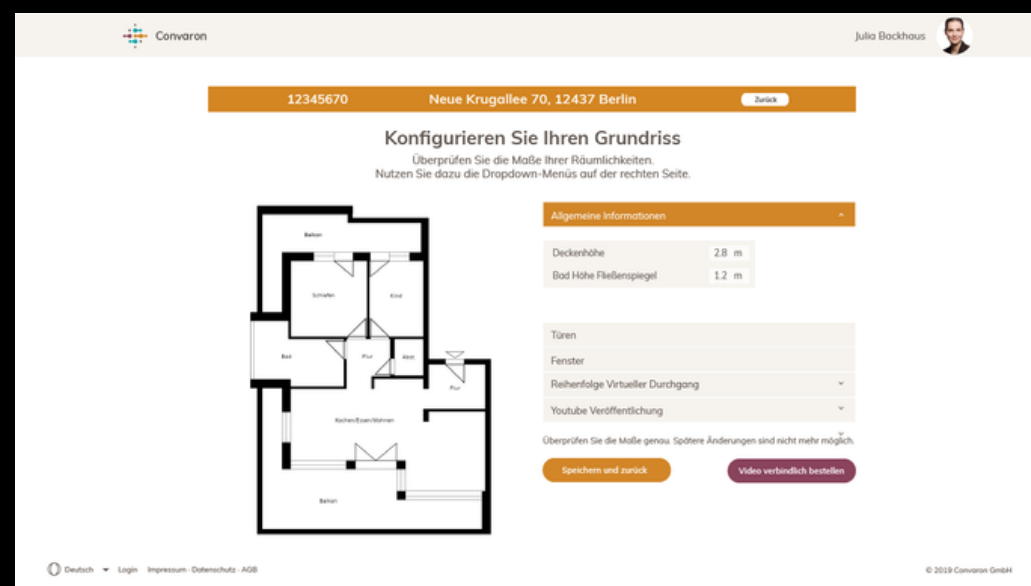 Convaron
Julia Backhaus
12345670 Neue Krugallee 70, 12437 Berlin Zurück
Konfigurieren Sie Ihren Grundriss
Überprüfen Sie die Maße Ihrer Räumlichkeiten.
Nutzen Sie dazu die Dropdown-Menüs auf der rechten Seite.
Balkon
Schlafen
Kind
Bad
Flur
Abst.
Flur
Kochen/Essen/Wohnen
Balkon
Allgemeine Informationen
Deckenhöhe 2.8 m
Bad Höhe Fließenspiegel 1.2 m
Türen
Fenster
Reihenfolge Virtueller Durchgang
Youtube Veröffentlichung
Überprüfen Sie die Maße genau. Spätere Änderungen sind nicht mehr möglich.
Speichern und zurück
Video verbindlich bestellen
Deutsch Login Impressum · Datenschutz · AGB
© 2019 Convaron GmbH